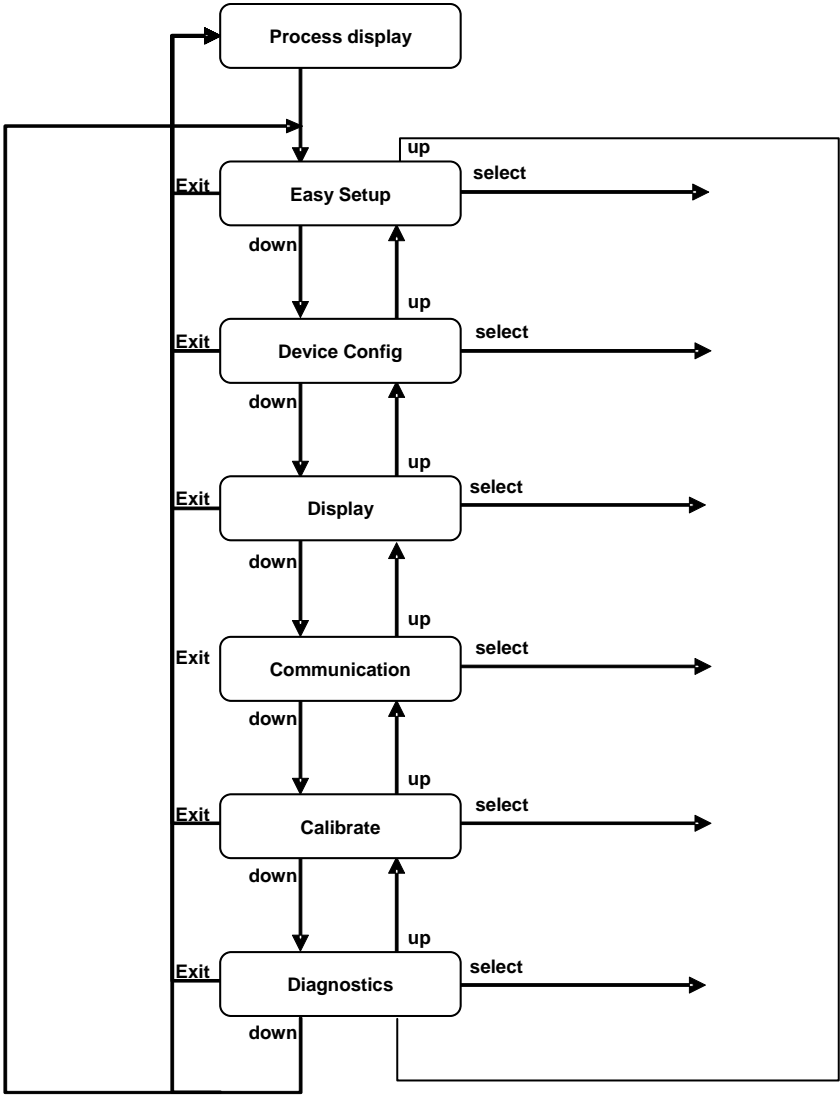 Process display
up
select
Exit
Easy Setup
down
up
select
Exit
Device Config
down
up
select
Exit
Display
down
up
select
Exit
Communication
down
up
select
Exit
Calibrate
down
up
select
Exit
Diagnostics
down